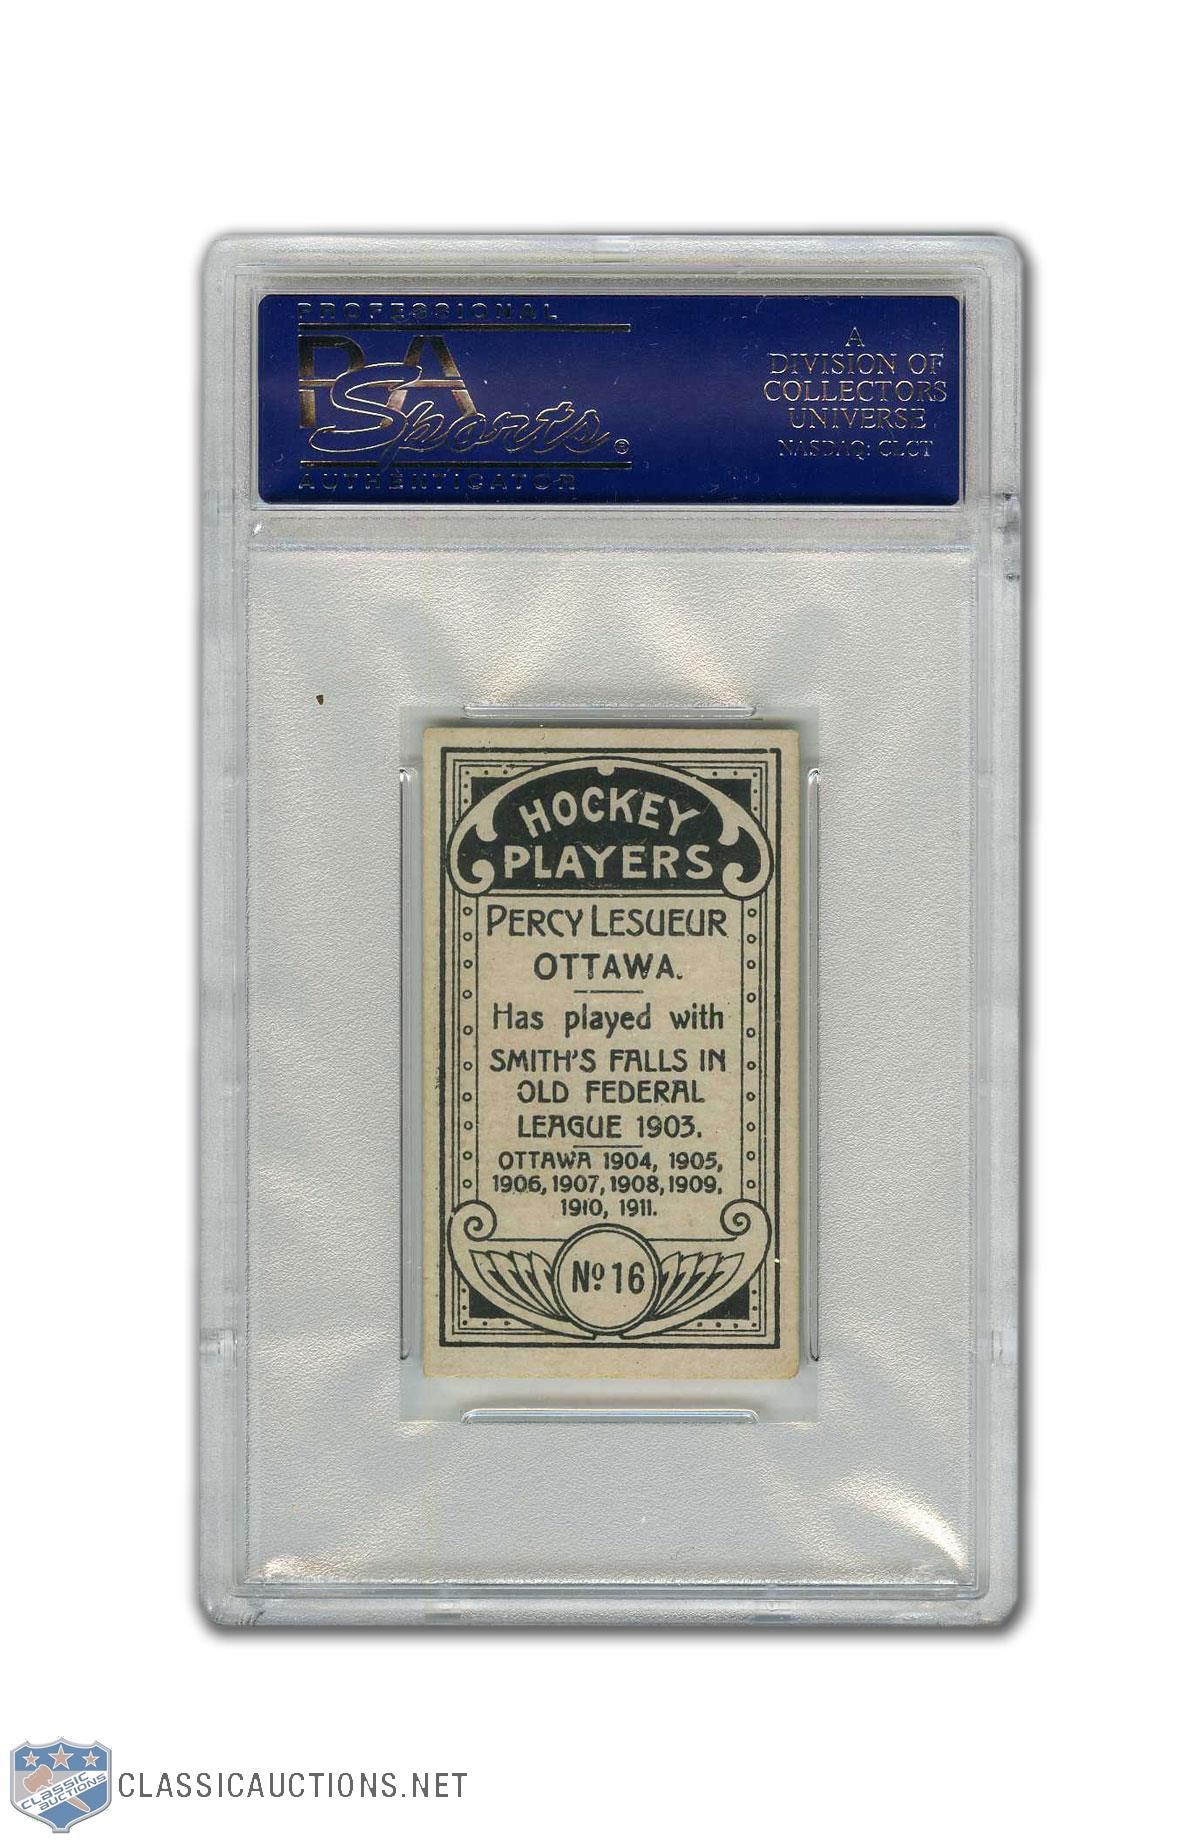 PROFESSIONAL
PSA
Sports®
AUTHENTICATOR
A
DIVISION OF
COLLECTORS
UNIVERSE
NASDAQ: CLCT
HOCKEY
PLAYERS
PERCY LESUEUR
OTTAWA.
Has played with
SMITH'S FALLS IN
OLD FEDERAL
LEAGUE 1903.
OTTAWA 1904, 1905,
1906, 1907, 1908, 1909,
1910, 1911.
Nº 16
CLASSIC
AUCTIONS
CLASSICAUCTIONS.NET